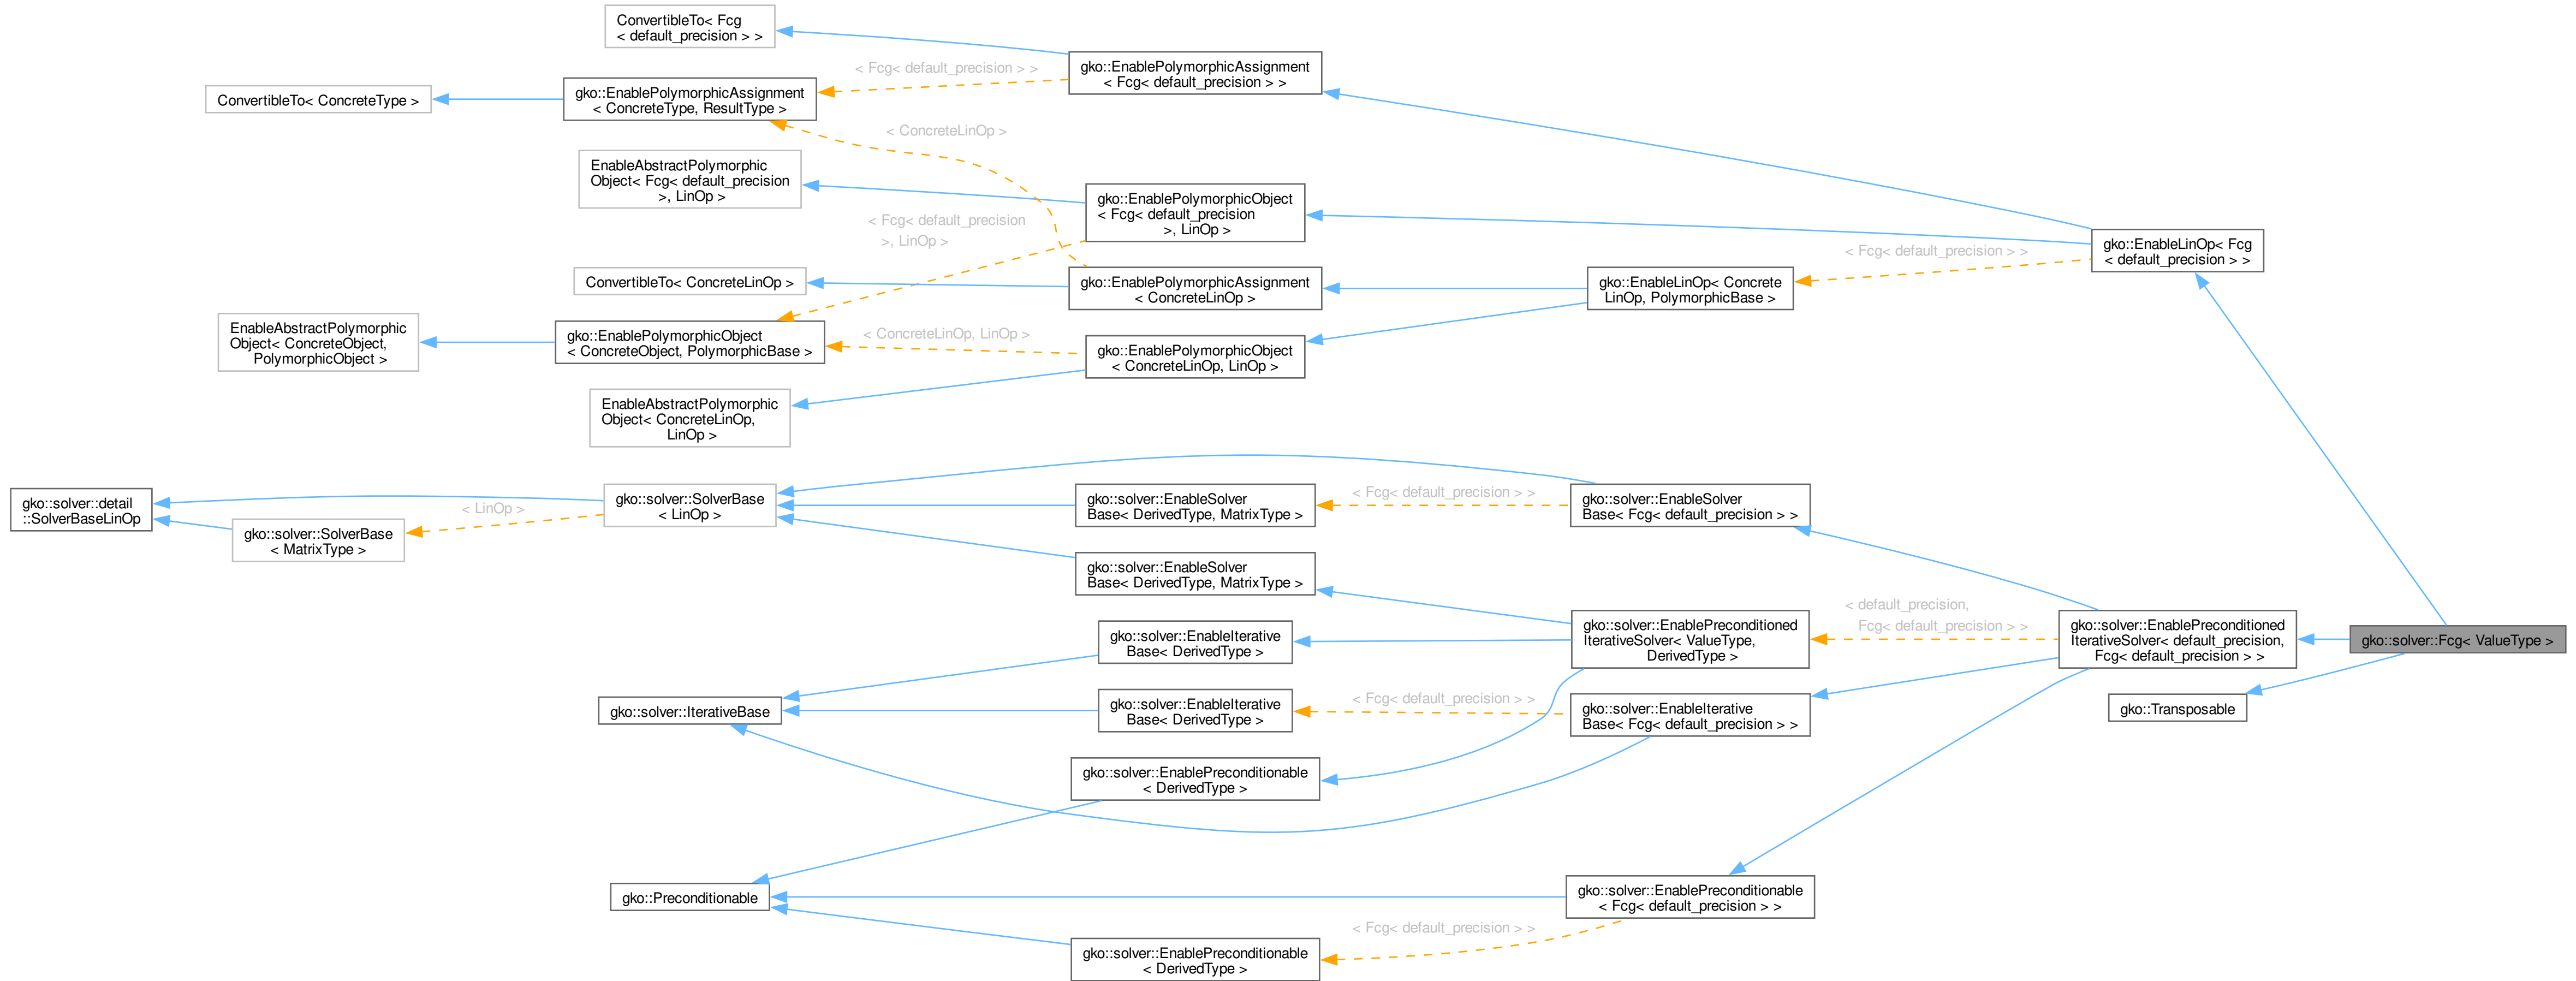 ConvertibleTo< Fcg
< default_precision > >
gko::EnablePolymorphicAssignment
< Fcg< default_precision > >
< Fcg< default_precision > >
ConvertibleTo< ConcreteType >
gko::EnablePolymorphicAssignment
< ConcreteType, ResultType >
< ConcreteLinOp >
EnableAbstractPolymorphic
Object< Fcg< default_precision
>, LinOp >
gko::EnablePolymorphicObject
< Fcg< default_precision
>, LinOp >
< Fcg< default_precision
>, LinOp >
gko::EnableLinOp< Fcg
< default_precision > >
< Fcg< default_precision > >
ConvertibleTo< ConcreteLinOp >
gko::EnablePolymorphicAssignment
< ConcreteLinOp >
gko::EnableLinOp< Concrete
LinOp, PolymorphicBase >
EnableAbstractPolymorphic
Object< ConcreteObject,
PolymorphicObject >
gko::EnablePolymorphicObject
< ConcreteObject, PolymorphicBase >
< ConcreteLinOp, LinOp >
gko::EnablePolymorphicObject
< ConcreteLinOp, LinOp >
EnableAbstractPolymorphic
Object< ConcreteLinOp,
LinOp >
gko::solver::detail
::SolverBaseLinOp
< LinOp >
gko::solver::SolverBase
< LinOp >
gko::solver::SolverBase
< MatrixType >
gko::solver::EnableSolver
Base< DerivedType, MatrixType >
< Fcg< default_precision > >
gko::solver::EnableSolver
Base< Fcg< default_precision > >
gko::solver::EnableSolver
Base< DerivedType, MatrixType >
gko::solver::EnableIterative
Base< DerivedType >
gko::solver::EnablePreconditioned
IterativeSolver< ValueType,
DerivedType >
< default_precision,
Fcg< default_precision > >
gko::solver::EnablePreconditioned
IterativeSolver< default_precision,
Fcg< default_precision > >
gko::solver::Fcg< ValueType >
gko::solver::IterativeBase
gko::solver::EnableIterative
Base< DerivedType >
< Fcg< default_precision > >
gko::solver::EnableIterative
Base< Fcg< default_precision > >
gko::Transposable
gko::solver::EnablePreconditionable
< DerivedType >
gko::Preconditionable
gko::solver::EnablePreconditionable
< Fcg< default_precision > >
< Fcg< default_precision > >
gko::solver::EnablePreconditionable
< DerivedType >